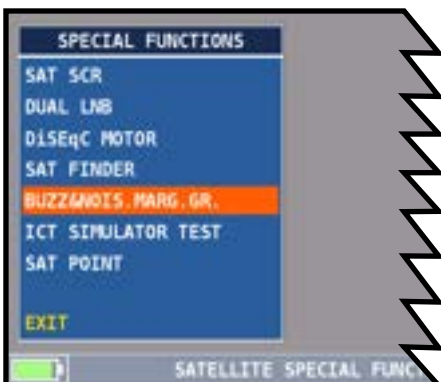 SPECIAL FUNCTIONS
SAT SCR
DUAL LNB
DiSEqC MOTOR
SAT FINDER
BUZZ&NOIS.MARG.GR.
ICT SIMULATOR TEST
SAT POINT
EXIT
SATELLITE SPECIAL FUNC